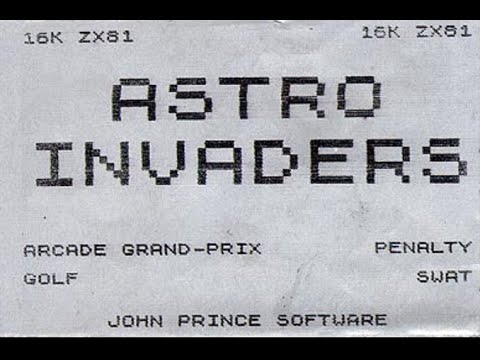 16K ZX81 16K ZX81
ASTRO
INVADERS
ARCADE GRAND-PRIX PENALTY
GOLF SWAT
JOHN PRINCE SOFTWARE